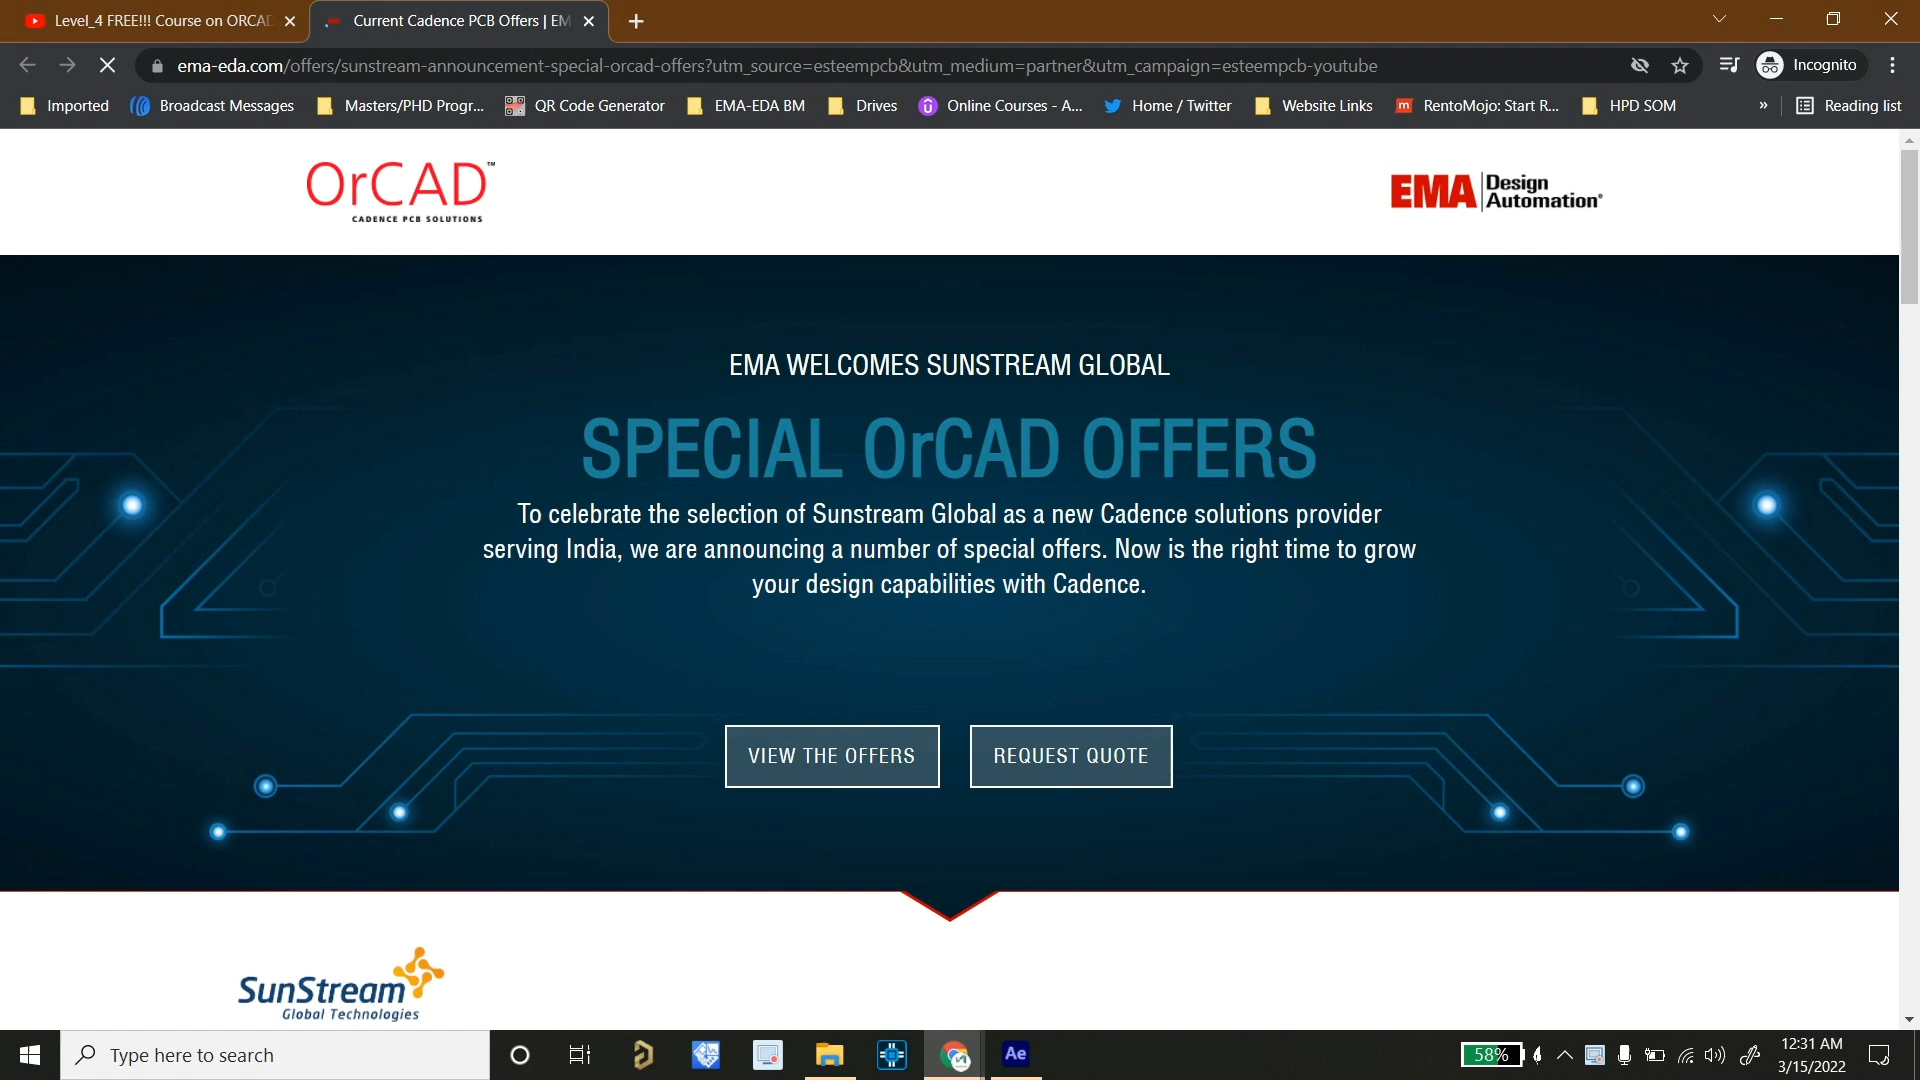 Level_4 FREE!!! Course on ORCAD
Current Cadence PCB Offers | EM
ema-eda.com/offers/sunstream-announcement-special-orcad-offers?utm_source=esteempcb&utm_medium=partner&utm_campaign=esteempcb-youtube
Incognito
Imported
Broadcast Messages
Masters/PHD Progr...
QR Code Generator
EMA-EDA BM
Drives
Online Courses - A...
Home / Twitter
Website Links
RentoMojo: Start R...
HPD SOM
»
Reading list
OrCAD™
CADENCE PCB SOLUTIONS
EMA Design
Automation®
EMA WELCOMES SUNSTREAM GLOBAL
SPECIAL OrCAD OFFERS
To celebrate the selection of Sunstream Global as a new Cadence solutions provider
serving India, we are announcing a number of special offers. Now is the right time to grow
your design capabilities with Cadence.
VIEW THE OFFERS
REQUEST QUOTE
SunStream
Global Technologies
Type here to search
Ae
58%
12:31 AM
3/15/2022